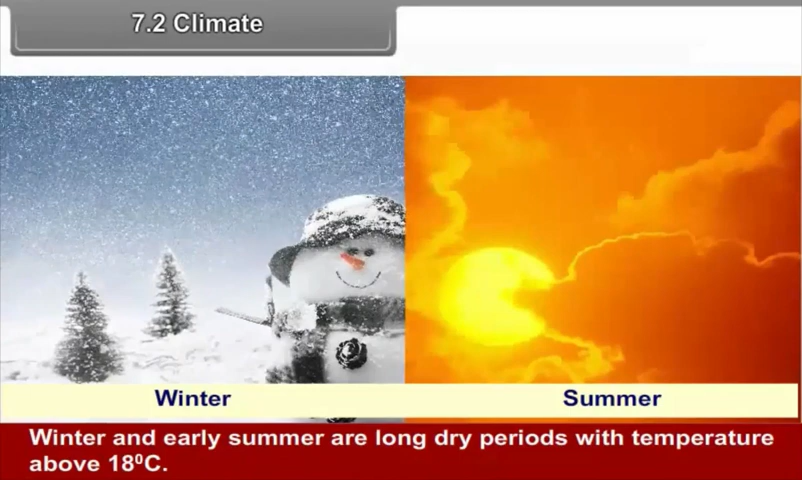 7.2 Climate
Winter
Summer
Winter and early summer are long dry periods with temperature
above 18⁰C.